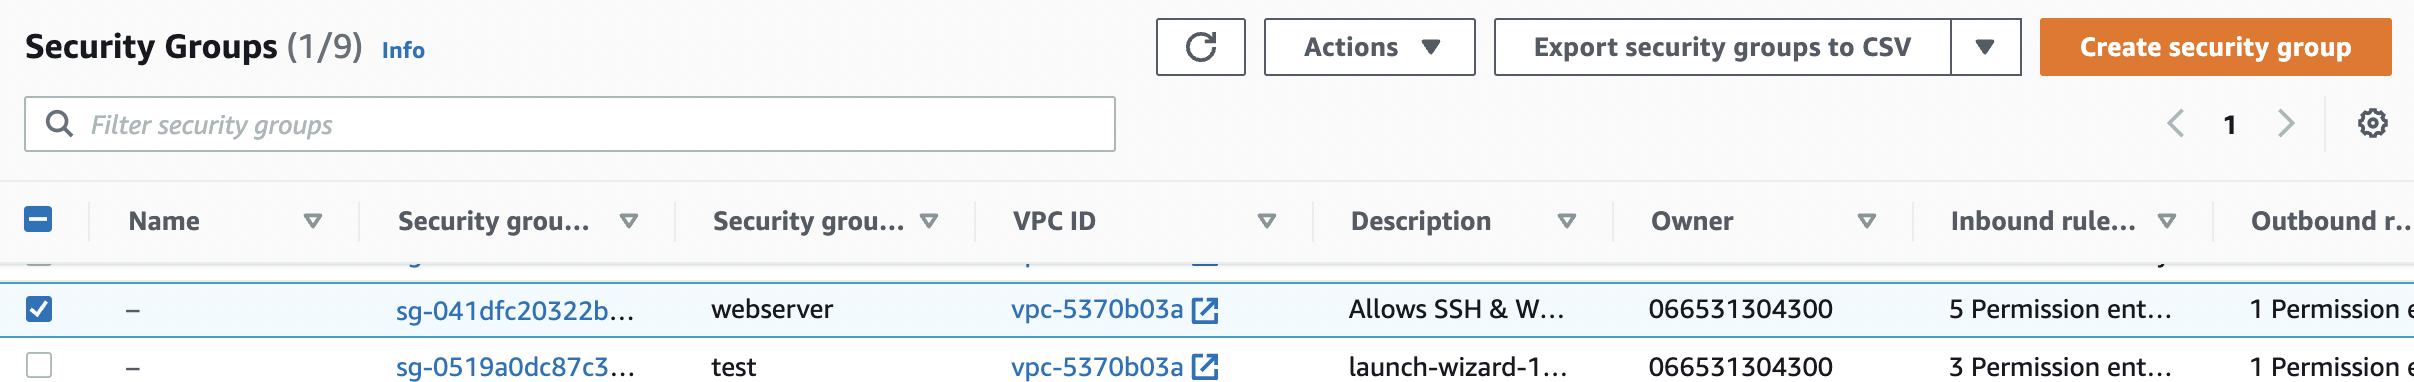 Security Groups (1/9) Info
Actions
Export security groups to CSV
Create security group
Filter security groups
1
Name Security grou... Security grou... VPC ID Description Owner Inbound rule... Outbound r...
– sg-041dfc20322b... webserver vpc-5370b03a Allows SSH & W... 066531304300 5 Permission ent... 1 Permission
– sg-0519a0dc87c3... test vpc-5370b03a launch-wizard-1... 066531304300 3 Permission ent... 1 Permission